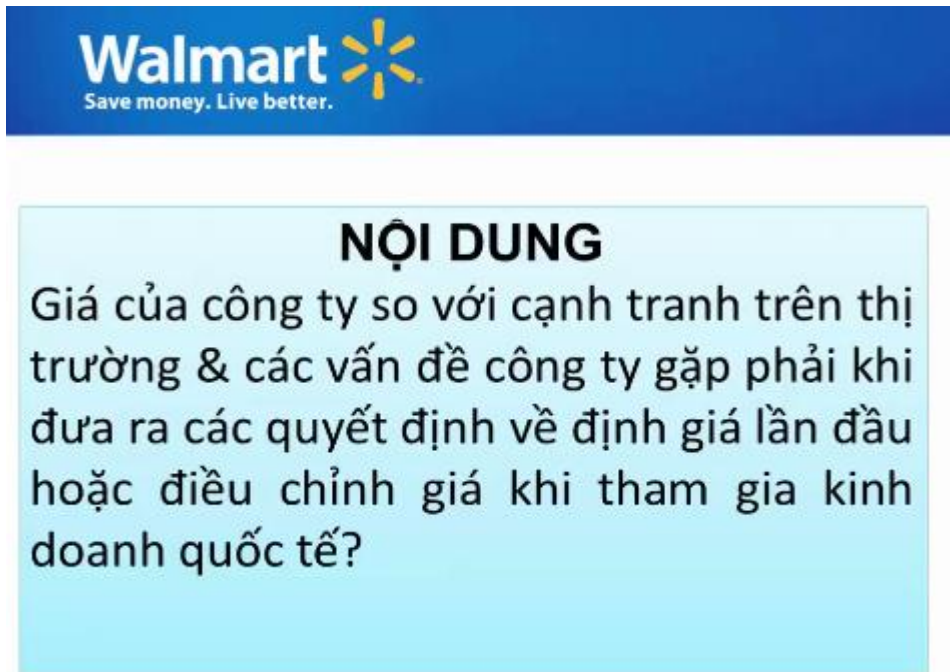 Walmart
Save money. Live better.
NỘI DUNG
Giá của công ty so với cạnh tranh trên thị
trường & các vấn đề công ty gặp phải khi
đưa ra các quyết định về định giá lần đầu
hoặc điều chỉnh giá khi tham gia kinh
doanh quốc tế?